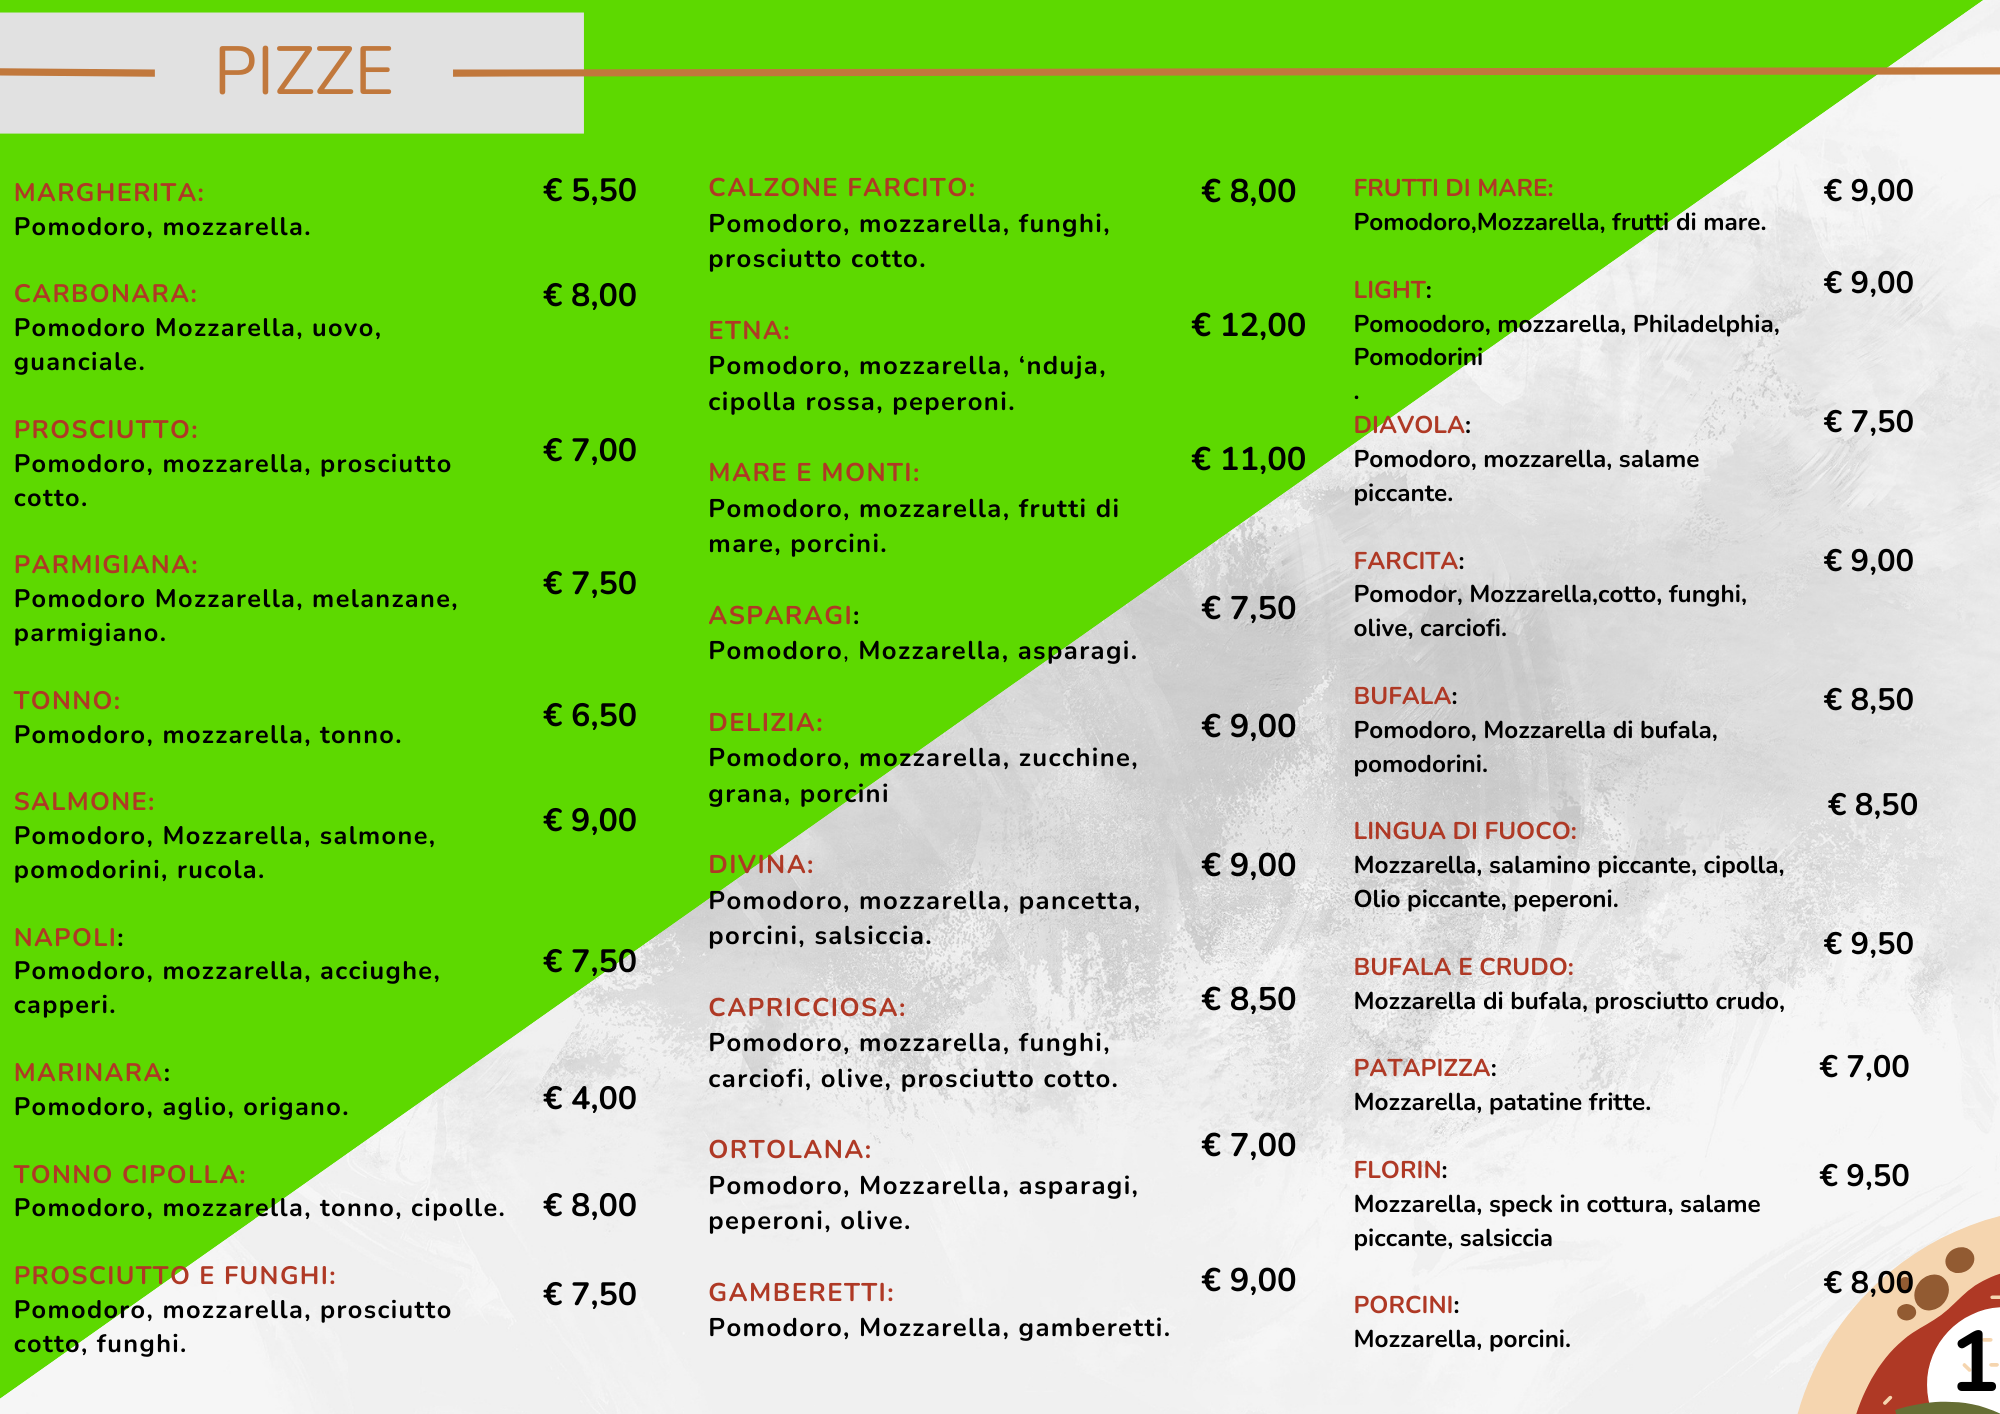 PIZZE
MARGHERITA:
€ 5,50
Pomodoro, mozzarella.
CARBONARA:
€ 8,00
Pomodoro Mozzarella, uovo,
guanciale.
PROSCIUTTO:
€ 7,00
Pomodoro, mozzarella, prosciutto
cotto.
PARMIGIANA:
€ 7,50
Pomodoro Mozzarella, melanzane,
parmigiano.
TONNO:
€ 6,50
Pomodoro, mozzarella, tonno.
SALMONE:
€ 9,00
Pomodoro, Mozzarella, salmone,
pomodorini, rucola.
NAPOLI:
€ 7,50
Pomodoro, mozzarella, acciughe,
capperi.
MARINARA:
€ 4,00
Pomodoro, aglio, origano.
TONNO CIPOLLA:
€ 8,00
Pomodoro, mozzarella, tonno, cipolle.
PROSCIUTTO E FUNGHI:
€ 7,50
Pomodoro, mozzarella, prosciutto
cotto, funghi.
CALZONE FARCITO:
€ 8,00
Pomodoro, mozzarella, funghi,
prosciutto cotto.
ETNA:
€ 12,00
Pomodoro, mozzarella, ‘nduja,
cipolla rossa, peperoni.
MARE E MONTI:
€ 11,00
Pomodoro, mozzarella, frutti di
mare, porcini.
ASPARAGI:
€ 7,50
Pomodoro, Mozzarella, asparagi.
DELIZIA:
€ 9,00
Pomodoro, mozzarella, zucchine,
grana, porcini
DIVINA:
€ 9,00
Pomodoro, mozzarella, pancetta,
porcini, salsiccia.
CAPRICCIOSA:
€ 8,50
Pomodoro, mozzarella, funghi,
carciofi, olive, prosciutto cotto.
ORTOLANA:
€ 7,00
Pomodoro, Mozzarella, asparagi,
peperoni, olive.
GAMBERETTI:
€ 9,00
Pomodoro, Mozzarella, gamberetti.
FRUTTI DI MARE:
€ 9,00
Pomodoro,Mozzarella, frutti di mare.
LIGHT:
€ 9,00
Pomoodoro, mozzarella, Philadelphia,
Pomodorini
.
DIAVOLA:
€ 7,50
Pomodoro, mozzarella, salame
piccante.
FARCITA:
€ 9,00
Pomodor, Mozzarella,cotto, funghi,
olive, carciofi.
BUFALA:
€ 8,50
Pomodoro, Mozzarella di bufala,
pomodorini.
LINGUA DI FUOCO:
€ 8,50
Mozzarella, salamino piccante, cipolla,
Olio piccante, peperoni.
BUFALA E CRUDO:
€ 9,50
Mozzarella di bufala, prosciutto crudo,
PATAPIZZA:
€ 7,00
Mozzarella, patatine fritte.
FLORIN:
€ 9,50
Mozzarella, speck in cottura, salame
piccante, salsiccia
PORCINI:
€ 8,00
Mozzarella, porcini.
1